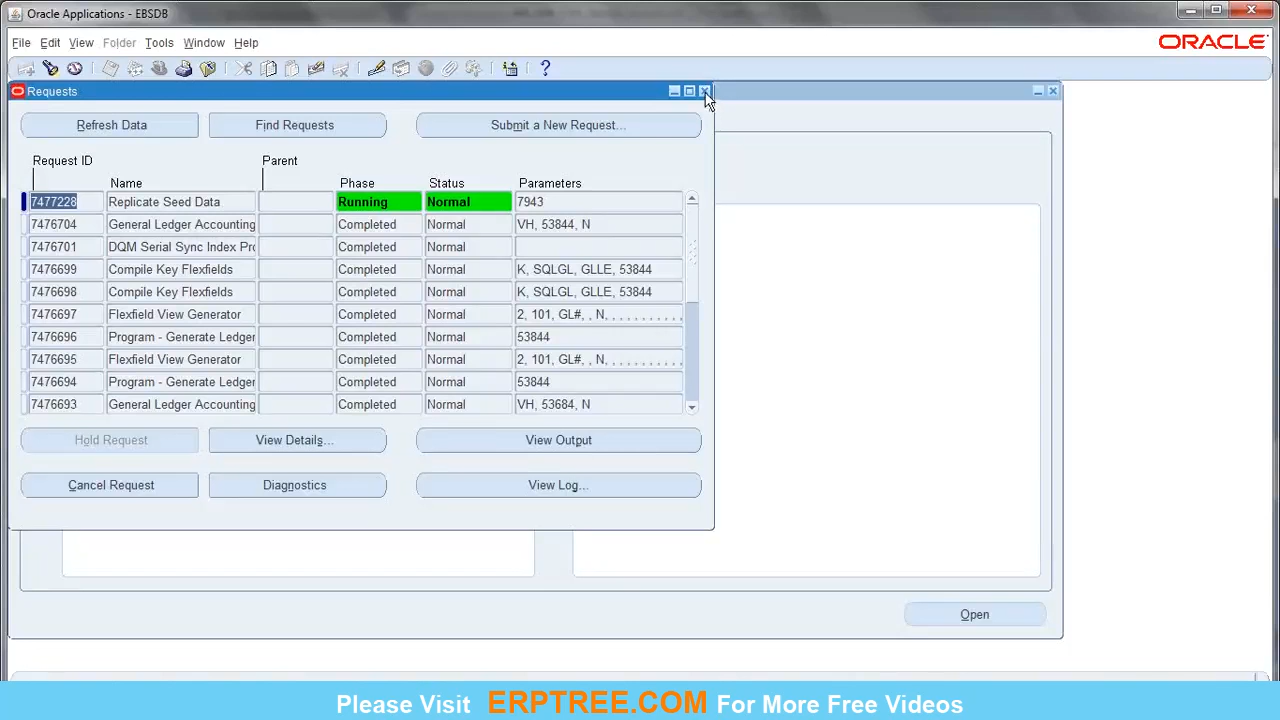 Oracle Applications - EBSDB
File Edit View Folder Tools Window Help
ORACLE
Requests
Refresh Data Find Requests Submit a New Request...
Request ID Parent
Name Phase Status Parameters
7477228 Replicate Seed Data Running Normal 7943
7476704 General Ledger Accounting Completed Normal VH, 53844, N
7476701 DQM Serial Sync Index Pro Completed Normal
7476699 Compile Key Flexfields Completed Normal K, SQLGL, GLLE, 53844
7476698 Compile Key Flexfields Completed Normal K, SQLGL, GLLE, 53844
7476697 Flexfield View Generator Completed Normal 2, 101, GL#, , N, , , , , , , , , , ,
7476696 Program - Generate Ledger Completed Normal 53844
7476695 Flexfield View Generator Completed Normal 2, 101, GL#, , N, , , , , , , , , , ,
7476694 Program - Generate Ledger Completed Normal 53844
7476693 General Ledger Accounting Completed Normal VH, 53684, N
Hold Request View Details... View Output
Cancel Request Diagnostics View Log...
Open
Please Visit ERPTREE.COM For More Free Videos